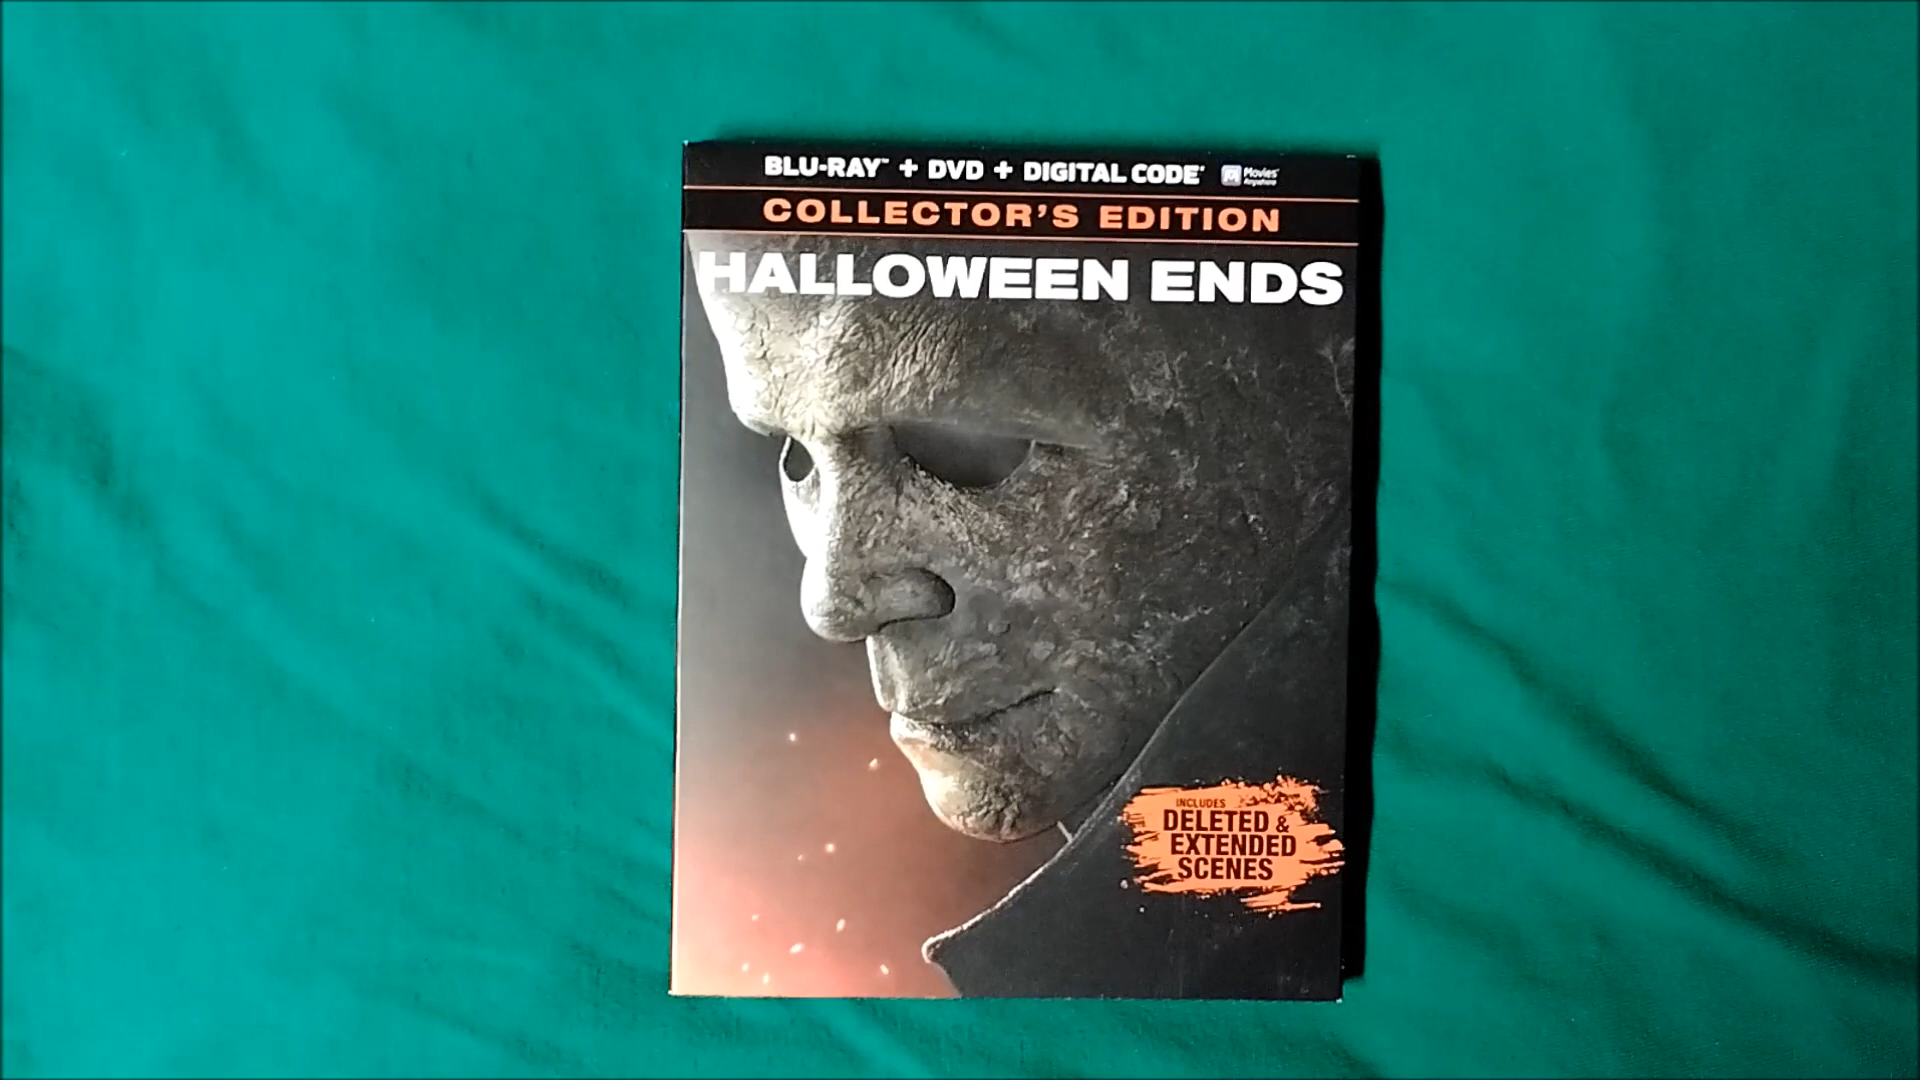 BLU-RAY™ + DVD + DIGITAL CODE* Movies Anywhere
COLLECTOR'S EDITION
HALLOWEEN ENDS
INCLUDES
DELETED &
EXTENDED
SCENES